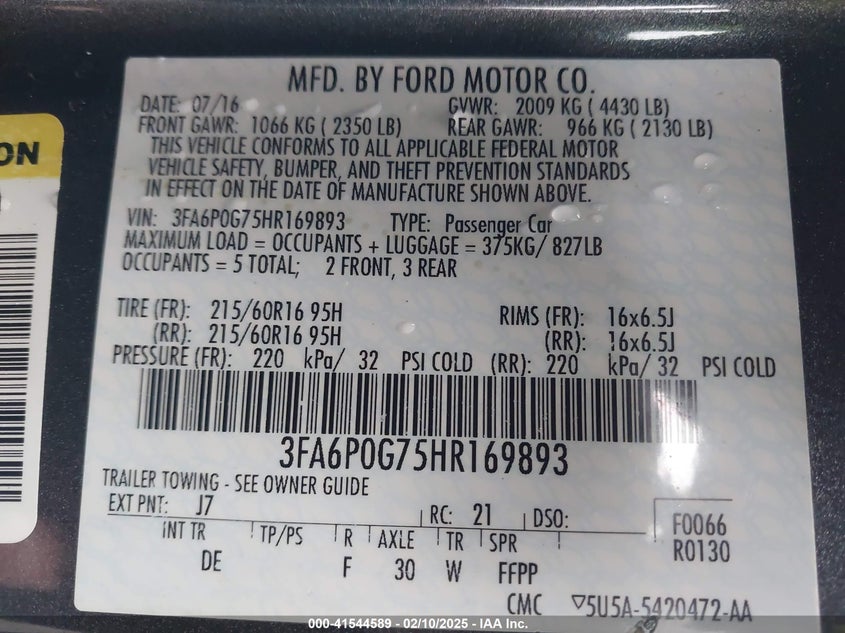 MFD. BY FORD MOTOR CO.
DATE: 07/16 GVWR: 2009 KG ( 4430 LB)
FRONT GAWR: 1066 KG ( 2350 LB) REAR GAWR: 966 KG ( 2130 LB)
THIS VEHICLE CONFORMS TO ALL APPLICABLE FEDERAL MOTOR
VEHICLE SAFETY, BUMPER, AND THEFT PREVENTION STANDARDS
IN EFFECT ON THE DATE OF MANUFACTURE SHOWN ABOVE.
VIN: 3FA6P0G75HR169893 TYPE: Passenger Car
MAXIMUM LOAD = OCCUPANTS + LUGGAGE = 375KG/ 827LB
OCCUPANTS = 5 TOTAL; 2 FRONT, 3 REAR
TIRE (FR): 215/60R16 95H RIMS (FR): 16x6.5J
(RR): 215/60R16 95H (RR): 16x6.5J
PRESSURE (FR): 220 kPa/ 32 PSI COLD (RR): 220 kPa/ 32 PSI COLD
3FA6P0G75HR169893
TRAILER TOWING - SEE OWNER GUIDE
EXT PNT: J7 RC: 21 DSO: F0066
INT TR TP/PS R AXLE TR SPR R0130
DE F 30 W FFPP
CMC ▽5U5A-5420472-AA
ON
000-41544589 — 02/10/2025 — IAA Inc.